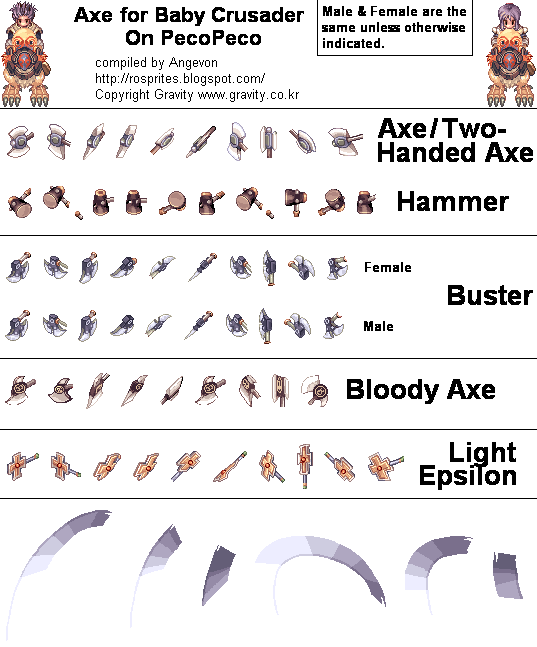 Axe for Baby Crusader
On PecoPeco
compiled by Angevon
http://rosprites.blogspot.com/
Copyright Gravity www.gravity.co.kr
Male & Female are the
same unless otherwise
indicated.
Axe/Two-
Handed Axe
Hammer
Female
Buster
Male
Bloody Axe
Light
Epsilon